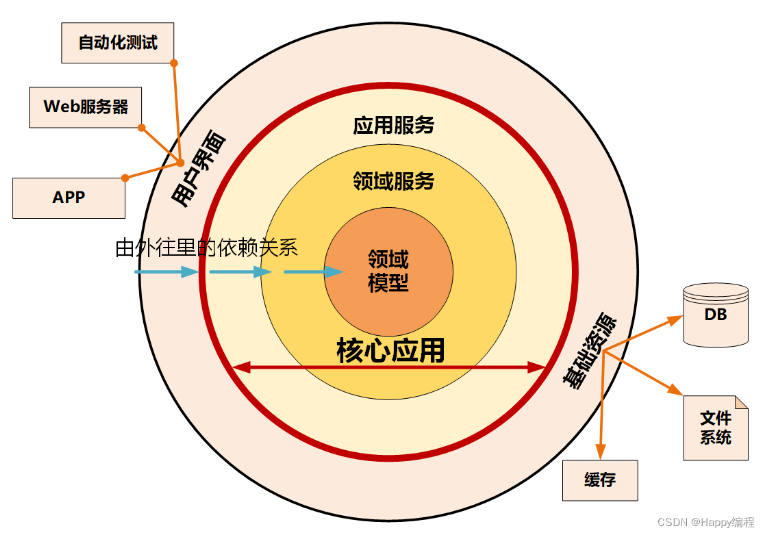 自动化测试
Web服务器
APP
用户界面
应用服务
领域服务
由外往里的依赖关系
领域
模型
核心应用
基础资源
DB
文件
系统
缓存
CSDN @Happy编程